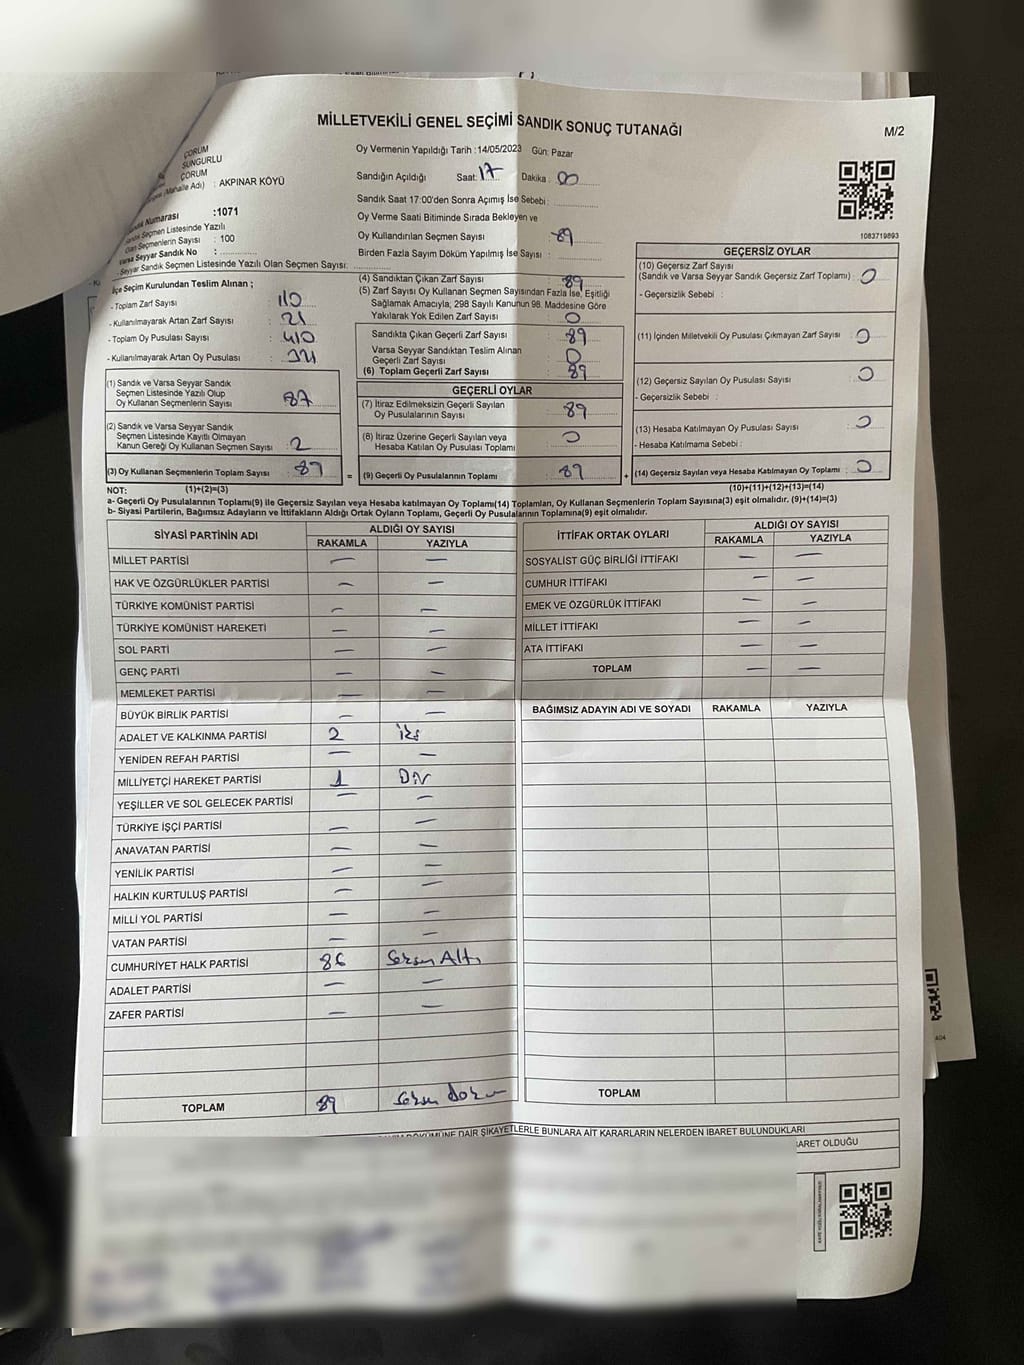 MİLLETVEKİLİ GENEL SEÇİMİ SANDIK SONUÇ TUTANAĞI
M/2
ÇORUM
SUNGURLU
ÇORUM
(Mahalle Adı) : AKPINAR KÖYÜ
Oy Vermenin Yapıldığı Tarih :14/05/2023 Gün: Pazar
Sandığın Açıldığı Saat: 17 Dakika : 00
Sandık Saat 17:00'den Sonra Açımış İse Sebebi :
Oy Verme Saati Bitiminde Sırada Bekleyen ve
Oy Kullandırılan Seçmen Sayısı : 89
Birden Fazla Sayım Döküm Yapılmış İse Sayısı :
1083719893
Sandık Numarası :1071
Sandık Seçmen Listesinde Yazılı
Olan Seçmenlerin Sayısı : 100
Varsa Seyyar Sandık No :
- Seyyar Sandık Seçmen Listesinde Yazılı Olan Seçmen Sayısı:
İlçe Seçim Kurulundan Teslim Alınan ;
- Toplam Zarf Sayısı : 110
- Kullanılmayarak Artan Zarf Sayısı : 21
- Toplam Oy Pusulası Sayısı : 410
- Kullanılmayarak Artan Oy Pusulası : 321
(1) Sandık ve Varsa Seyyar Sandık
Seçmen Listesinde Yazılı Olup
Oy Kullanan Seçmenlerin Sayısı : 87
(2) Sandık ve Varsa Seyyar Sandık
Seçmen Listesinde Kayıtlı Olmayan
Kanun Gereği Oy Kullanan Seçmen Sayısı : 2
(3) Oy Kullanan Seçmenlerin Toplam Sayısı : 89
(4) Sandıktan Çıkan Zarf Sayısı : 89
(5) Zarf Sayısı Oy Kullanan Seçmen Sayısından Fazla İse, Eşitliği
Sağlamak Amacıyla, 298 Sayılı Kanunun 98. Maddesine Göre
Yakılarak Yok Edilen Zarf Sayısı : 0
Sandıkta Çıkan Geçerli Zarf Sayısı : 89
Varsa Seyyar Sandıktan Teslim Alınan
Geçerli Zarf Sayısı : 0
(6) Toplam Geçerli Zarf Sayısı : 89
GEÇERLİ OYLAR
(7) İtiraz Edilmeksizin Geçerli Sayılan
Oy Pusulalarının Sayısı : 89
(8) İtiraz Üzerine Geçerli Sayılan veya
Hesaba Katılan Oy Pusulası Toplamı : 0
= (9) Geçerli Oy Pusulalarının Toplamı : 89
GEÇERSİZ OYLAR
(10) Geçersiz Zarf Sayısı
(Sandık ve Varsa Seyyar Sandık Geçersiz Zarf Toplamı) : 0
- Geçersizlik Sebebi :
(11) İçinden Milletvekili Oy Pusulası Çıkmayan Zarf Sayısı : 0
(12) Geçersiz Sayılan Oy Pusulası Sayısı : 0
- Geçersizlik Sebebi :
(13) Hesaba Katılmayan Oy Pusulası Sayısı : 0
- Hesaba Katılmama Sebebi :
+ (14) Geçersiz Sayılan veya Hesaba Katılmayan Oy Toplamı : 0
NOT: (1)+(2)=(3)
(10)+(11)+(12)+(13)=(14)
a- Geçerli Oy Pusulalarının Toplamı(9) ile Geçersiz Sayılan veya Hesaba katılmayan Oy Toplamı(14) Toplamları, Oy Kullanan Seçmenlerin Toplam Sayısına(3) eşit olmalıdır. (9)+(14)=(3)
b- Siyasi Partilerin, Bağımsız Adayların ve İttifakların Aldığı Ortak Oyların Toplamı, Geçerli Oy Pusulalarının Toplamına(9) eşit olmalıdır.
SİYASİ PARTİNİN ADI ALDIĞI OY SAYISI
RAKAMLA YAZIYLA
MİLLET PARTİSİ — —
HAK VE ÖZGÜRLÜKLER PARTİSİ — —
TÜRKİYE KOMÜNİST PARTİSİ — —
TÜRKİYE KOMÜNİST HAREKETİ — —
SOL PARTİ — —
GENÇ PARTİ — —
MEMLEKET PARTİSİ — —
BÜYÜK BİRLİK PARTİSİ — —
ADALET VE KALKINMA PARTİSİ 2 iki
YENİDEN REFAH PARTİSİ — —
MİLLİYETÇİ HAREKET PARTİSİ 1 Bir
YEŞİLLER VE SOL GELECEK PARTİSİ — —
TÜRKİYE İŞÇİ PARTİSİ — —
ANAVATAN PARTİSİ — —
YENİLİK PARTİSİ — —
HALKIN KURTULUŞ PARTİSİ — —
MİLLİ YOL PARTİSİ — —
VATAN PARTİSİ — —
CUMHURİYET HALK PARTİSİ 86 Seksen Altı
ADALET PARTİSİ — —
ZAFER PARTİSİ — —
TOPLAM 89 Seksen dokuz
İTTİFAK ORTAK OYLARI ALDIĞI OY SAYISI
RAKAMLA YAZIYLA
SOSYALİST GÜÇ BİRLİĞİ İTTİFAKI — —
CUMHUR İTTİFAKI — —
EMEK VE ÖZGÜRLÜK İTTİFAKI — —
MİLLET İTTİFAKI — —
ATA İTTİFAKI — —
TOPLAM — —
BAĞIMSIZ ADAYIN ADI VE SOYADI RAKAMLA YAZIYLA
TOPLAM
DÖKÜMÜNE DAİR ŞİKAYETLERLE BUNLARA AİT KARARLARIN NELERDEN İBARET BULUNDUKLARI
BARET OLDUĞU